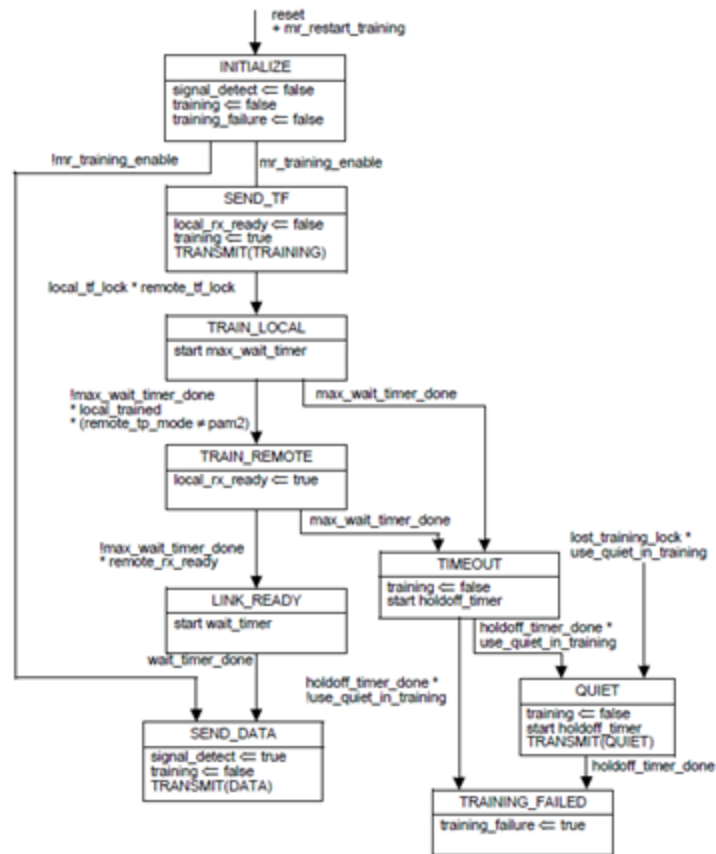 reset
+ mr_restart_training
INITIALIZE
signal_detect ⇐ false
training ⇐ false
training_failure ⇐ false
!mr_training_enable
mr_training_enable
SEND_TF
local_rx_ready ⇐ false
training ⇐ true
TRANSMIT(TRAINING)
local_tf_lock * remote_tf_lock
TRAIN_LOCAL
start max_wait_timer
!max_wait_timer_done
* local_trained
* (remote_tp_mode ≠ pam2)
max_wait_timer_done
TRAIN_REMOTE
local_rx_ready ⇐ true
max_wait_timer_done
!max_wait_timer_done
* remote_rx_ready
lost_training_lock *
use_quiet_in_training
TIMEOUT
training ⇐ false
start holdoff_timer
LINK_READY
start wait_timer
holdoff_timer_done *
use_quiet_in_training
wait_timer_done
holdoff_timer_done *
!use_quiet_in_training
QUIET
training ⇐ false
start holdoff_timer
TRANSMIT(QUIET)
SEND_DATA
signal_detect ⇐ true
training ⇐ false
TRANSMIT(DATA)
holdoff_timer_done
TRAINING_FAILED
training_failure ⇐ true